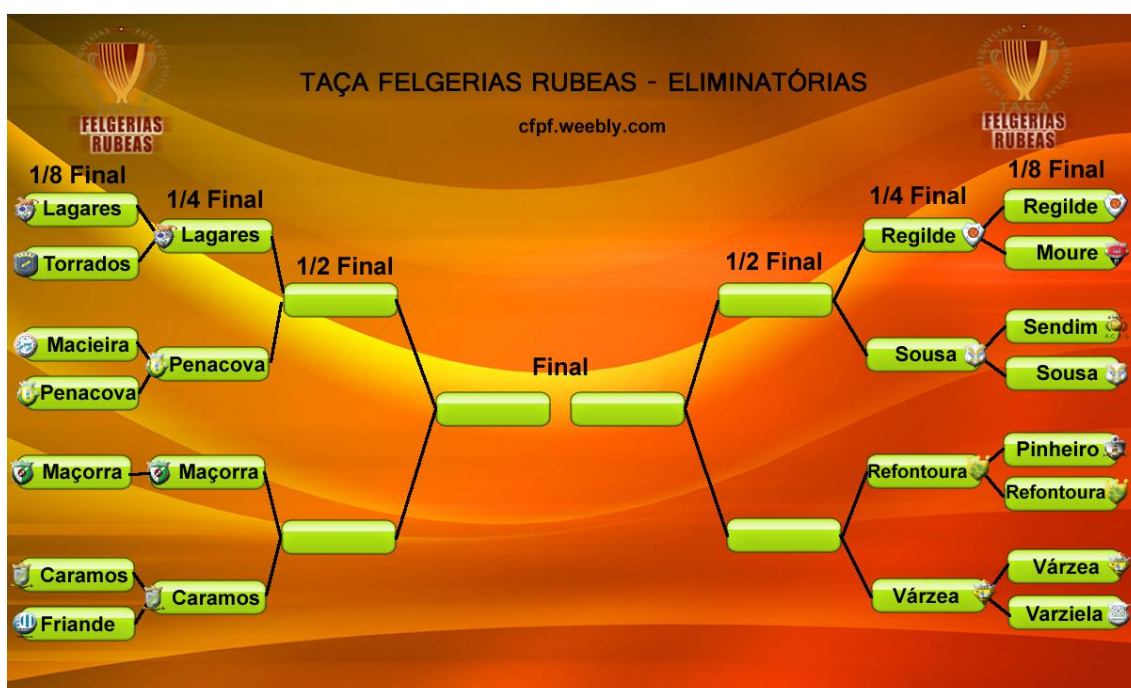 TAÇA FELGERIAS RUBEAS - ELIMINATÓRIAS
cfpf.weebly.com
FELGERIAS
RUBEAS
TAÇA
FELGERIAS
RUBEAS
1/8 Final
1/4 Final
1/2 Final
Final
1/2 Final
1/4 Final
1/8 Final
Lagares
Torrados
Macieira
Penacova
Maçorra
Caramos
Friande
Lagares
Penacova
Maçorra
Caramos
Regilde
Sousa
Refontoura
Várzea
Regilde
Moure
Sendim
Sousa
Pinheiro
Refontoura
Várzea
Varziela